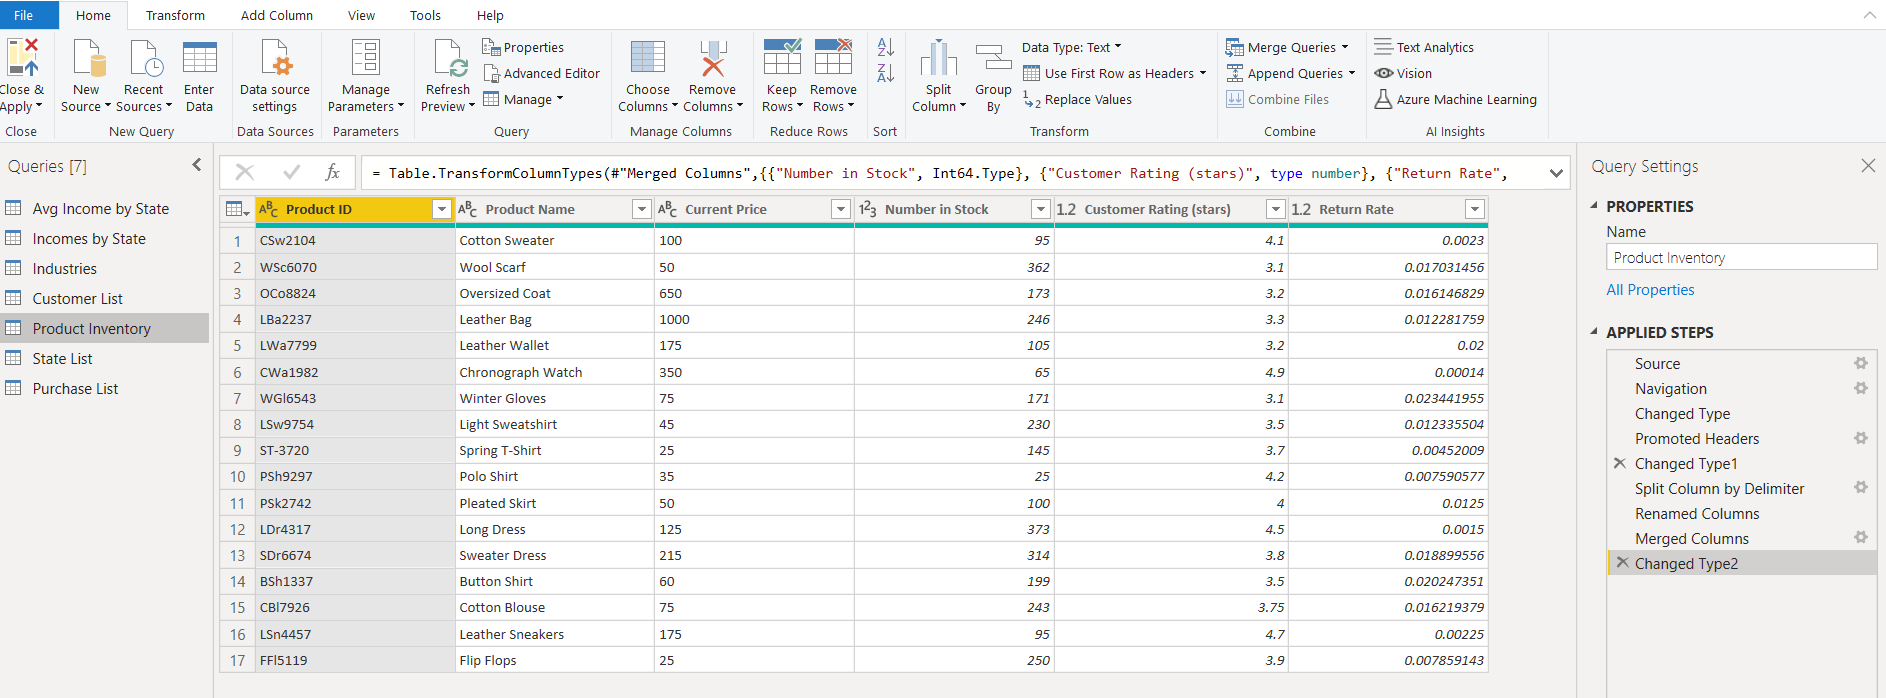 File Home Transform Add Column View Tools Help
Close & Apply
New Source
Recent Sources
Enter Data
Data source settings
Manage Parameters
Refresh Preview
Properties
Advanced Editor
Manage
Choose Columns
Remove Columns
Keep Rows
Remove Rows
Split Column
Group By
Data Type: Text
Use First Row as Headers
Replace Values
Merge Queries
Append Queries
Combine Files
Text Analytics
Vision
Azure Machine Learning
Close New Query Data Sources Parameters Query Manage Columns Reduce Rows Sort Transform Combine AI Insights
Queries [7]
Avg Income by State
Incomes by State
Industries
Customer List
Product Inventory
State List
Purchase List
fx = Table.TransformColumnTypes(#"Merged Columns",{{"Number in Stock", Int64.Type}, {"Customer Rating (stars)", type number}, {"Return Rate",
ABC Product ID ABC Product Name ABC Current Price 123 Number in Stock 1.2 Customer Rating (stars) 1.2 Return Rate
1 CSw2104 Cotton Sweater 100 95 4.1 0.0023
2 WSc6070 Wool Scarf 50 362 3.1 0.017031456
3 OCo8824 Oversized Coat 650 173 3.2 0.016146829
4 LBa2237 Leather Bag 1000 246 3.3 0.012281759
5 LWa7799 Leather Wallet 175 105 3.2 0.02
6 CWa1982 Chronograph Watch 350 65 4.9 0.00014
7 WGl6543 Winter Gloves 75 171 3.1 0.023441955
8 LSw9754 Light Sweatshirt 45 230 3.5 0.012335504
9 ST-3720 Spring T-Shirt 25 145 3.7 0.00452009
10 PSh9297 Polo Shirt 35 25 4.2 0.007590577
11 PSk2742 Pleated Skirt 50 100 4 0.0125
12 LDr4317 Long Dress 125 373 4.5 0.0015
13 SDr6674 Sweater Dress 215 314 3.8 0.018899556
14 BSh1337 Button Shirt 60 199 3.5 0.020247351
15 CBl7926 Cotton Blouse 75 243 3.75 0.016219379
16 LSn4457 Leather Sneakers 175 95 4.7 0.00225
17 FFl5119 Flip Flops 25 250 3.9 0.007859143
Query Settings
PROPERTIES
Name
Product Inventory
All Properties
APPLIED STEPS
Source
Navigation
Changed Type
Promoted Headers
Changed Type1
Split Column by Delimiter
Renamed Columns
Merged Columns
Changed Type2